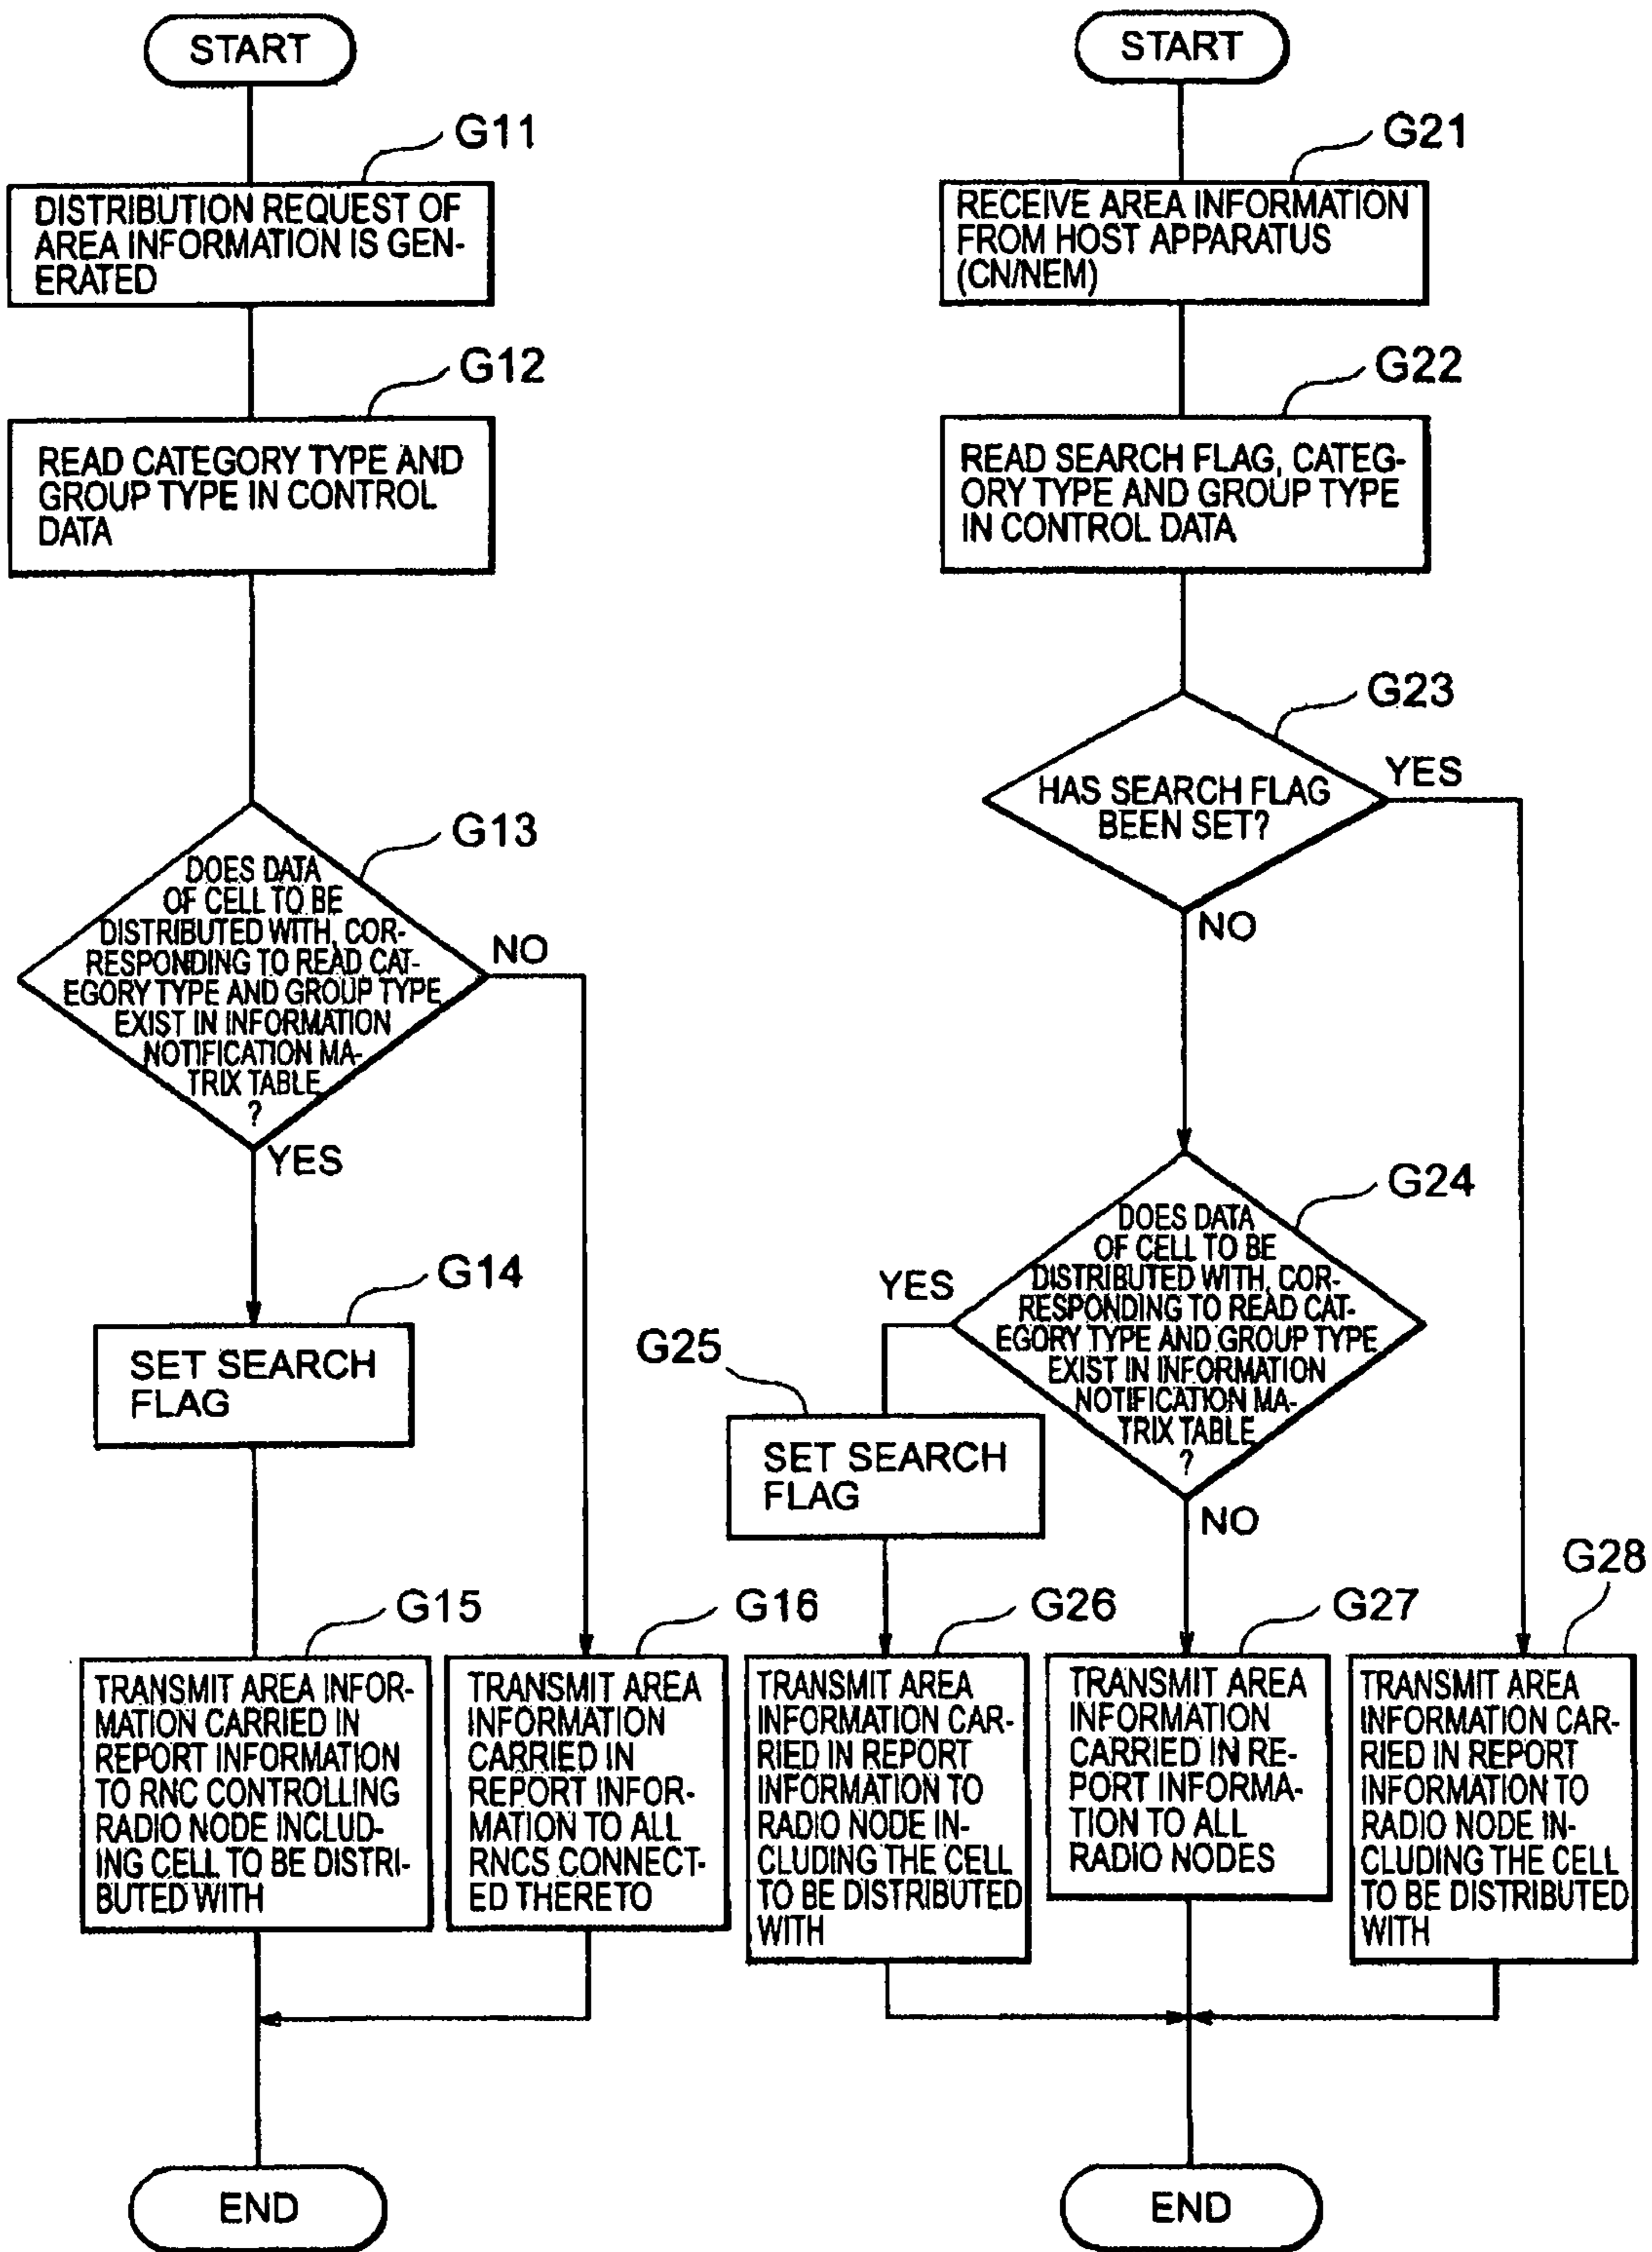 START
G11
DISTRIBUTION REQUEST OF
AREA INFORMATION IS GEN-
ERATED
G12
READ CATEGORY TYPE AND
GROUP TYPE IN CONTROL
DATA
G13
DOES DATA
OF CELL TO BE
DISTRIBUTED WITH, COR-
RESPONDING TO READ CAT-
EGORY TYPE AND GROUP TYPE
EXIST IN INFORMATION
NOTIFICATION MA-
TRIX TABLE
?
NO
YES
G14
SET SEARCH
FLAG
G15
TRANSMIT AREA INFOR-
MATION CARRIED IN
REPORT INFORMATION
TO RNC CONTROLLING
RADIO NODE INCLUD-
ING CELL TO BE DISTRI-
BUTED WITH
G16
TRANSMIT AREA
INFORMATION
CARRIED IN
REPORT INFOR-
MATION TO ALL
RNCS CONNECT-
ED THERETO
END
START
G21
RECEIVE AREA INFORMATION
FROM HOST APPARATUS
(CN/NEM)
G22
READ SEARCH FLAG, CATEG-
ORY TYPE AND GROUP TYPE
IN CONTROL DATA
G23
HAS SEARCH FLAG
BEEN SET?
YES
NO
G24
DOES DATA
OF CELL TO BE
DISTRIBUTED WITH, COR-
RESPONDING TO READ CAT-
EGORY TYPE AND GROUP TYPE
EXIST IN INFORMATION
NOTIFICATION MA-
TRIX TABLE
?
YES
NO
G25
SET SEARCH
FLAG
G26
TRANSMIT AREA
INFORMATION CAR-
RIED IN REPORT
INFORMATION TO
RADIO NODE IN-
CLUDING THE CELL
TO BE DISTRIBUTED
WITH
G27
TRANSMIT AREA
INFORMATION
CARRIED IN RE-
PORT INFORMA-
TION TO ALL
RADIO NODES
G28
TRANSMIT AREA
INFORMATION CAR-
RIED IN REPORT
INFORMATION TO
RADIO NODE IN-
CLUDING THE CELL
TO BE DISTRIBUTED
WITH
END